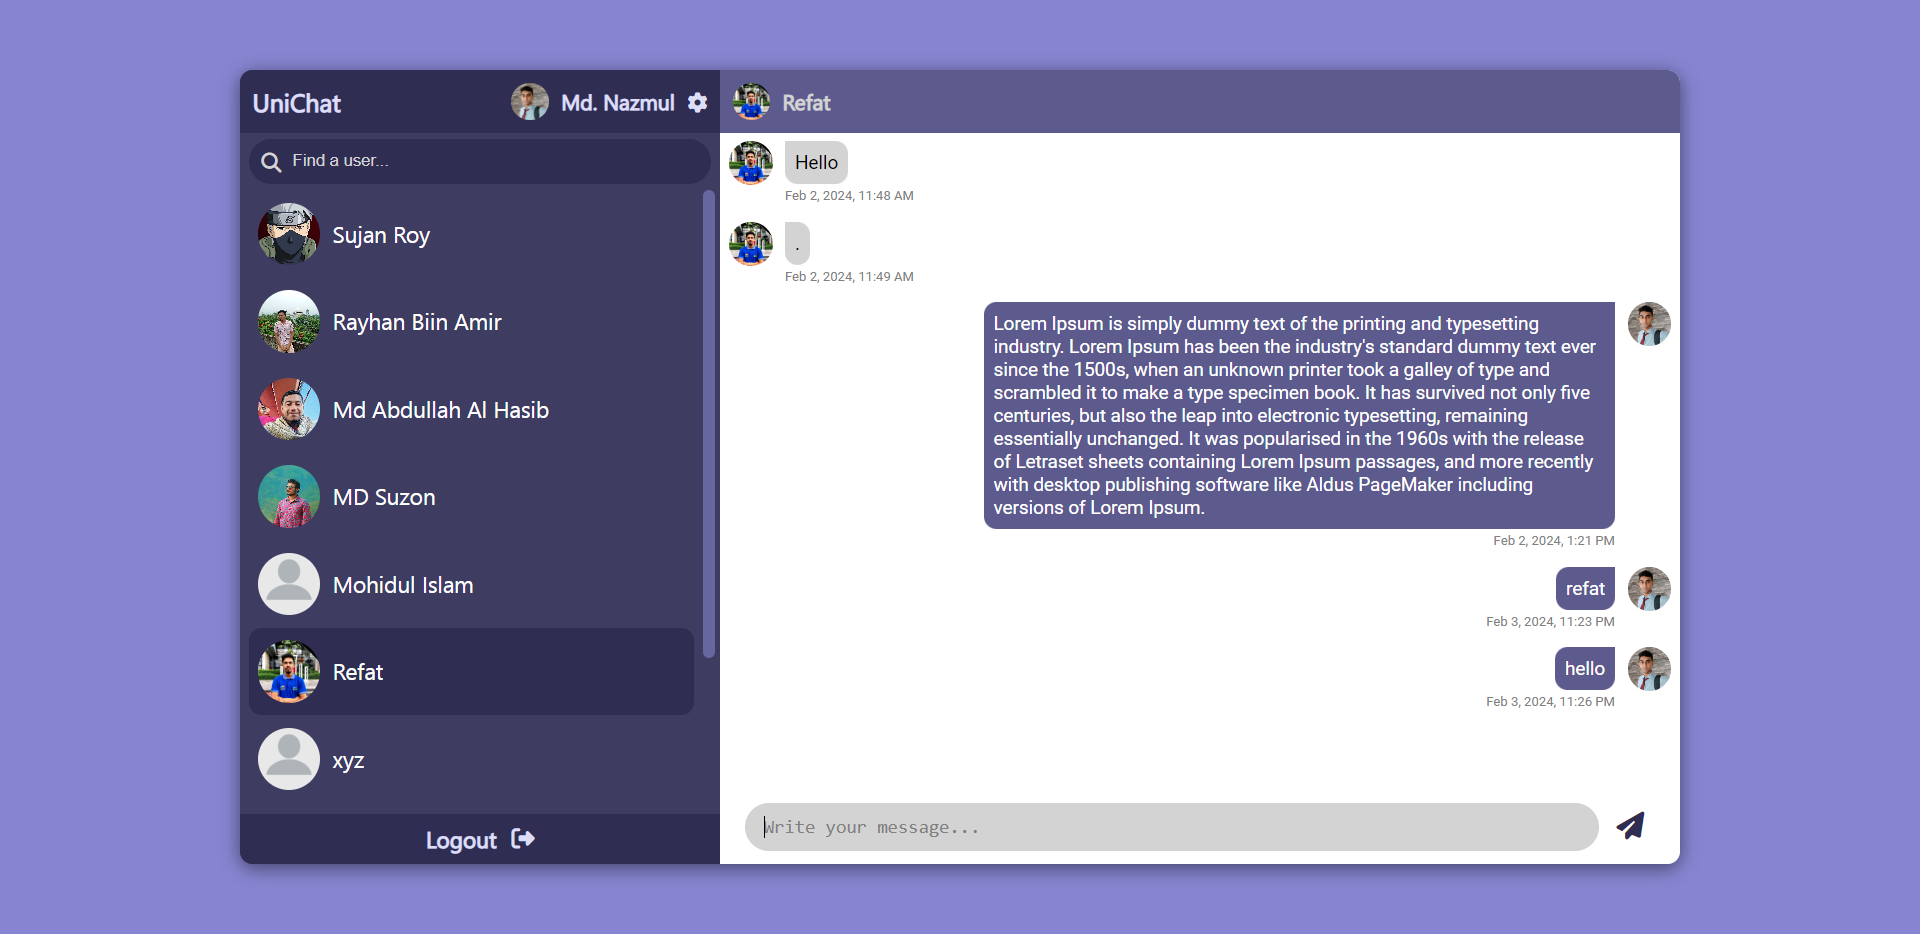 UniChat
Md. Nazmul
Find a user...
Sujan Roy
Rayhan Biin Amir
Md Abdullah Al Hasib
MD Suzon
Mohidul Islam
Refat
xyz
Logout
Refat
Hello
Feb 2, 2024, 11:48 AM
.
Feb 2, 2024, 11:49 AM
Lorem Ipsum is simply dummy text of the printing and typesetting
industry. Lorem Ipsum has been the industry's standard dummy text ever
since the 1500s, when an unknown printer took a galley of type and
scrambled it to make a type specimen book. It has survived not only five
centuries, but also the leap into electronic typesetting, remaining
essentially unchanged. It was popularised in the 1960s with the release
of Letraset sheets containing Lorem Ipsum passages, and more recently
with desktop publishing software like Aldus PageMaker including
versions of Lorem Ipsum.
Feb 2, 2024, 1:21 PM
refat
Feb 3, 2024, 11:23 PM
hello
Feb 3, 2024, 11:26 PM
Write your message...